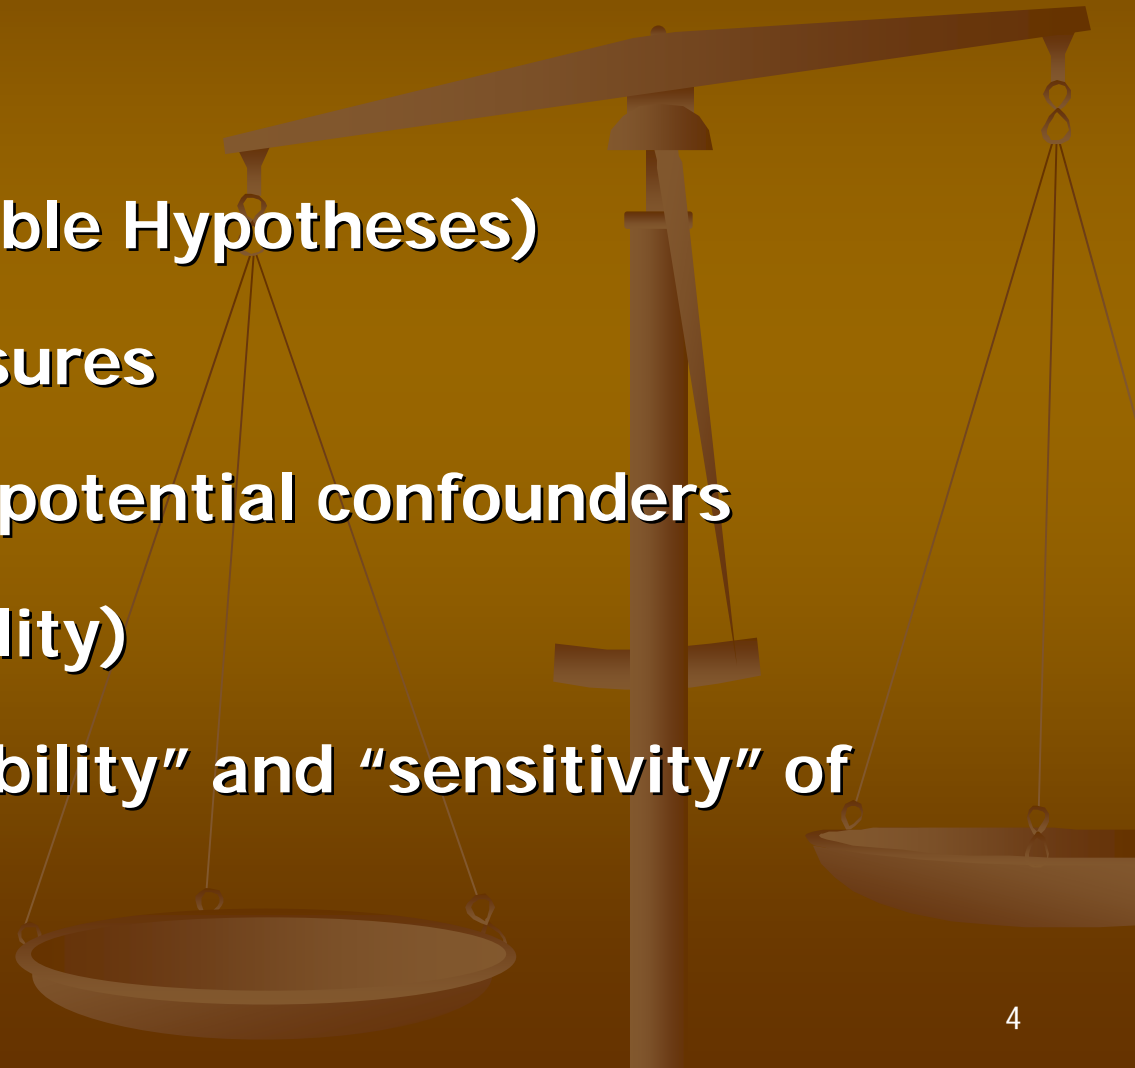 ble Hypotheses)
sures
potential confounders
lity)
bility” and “sensitivity” of
4